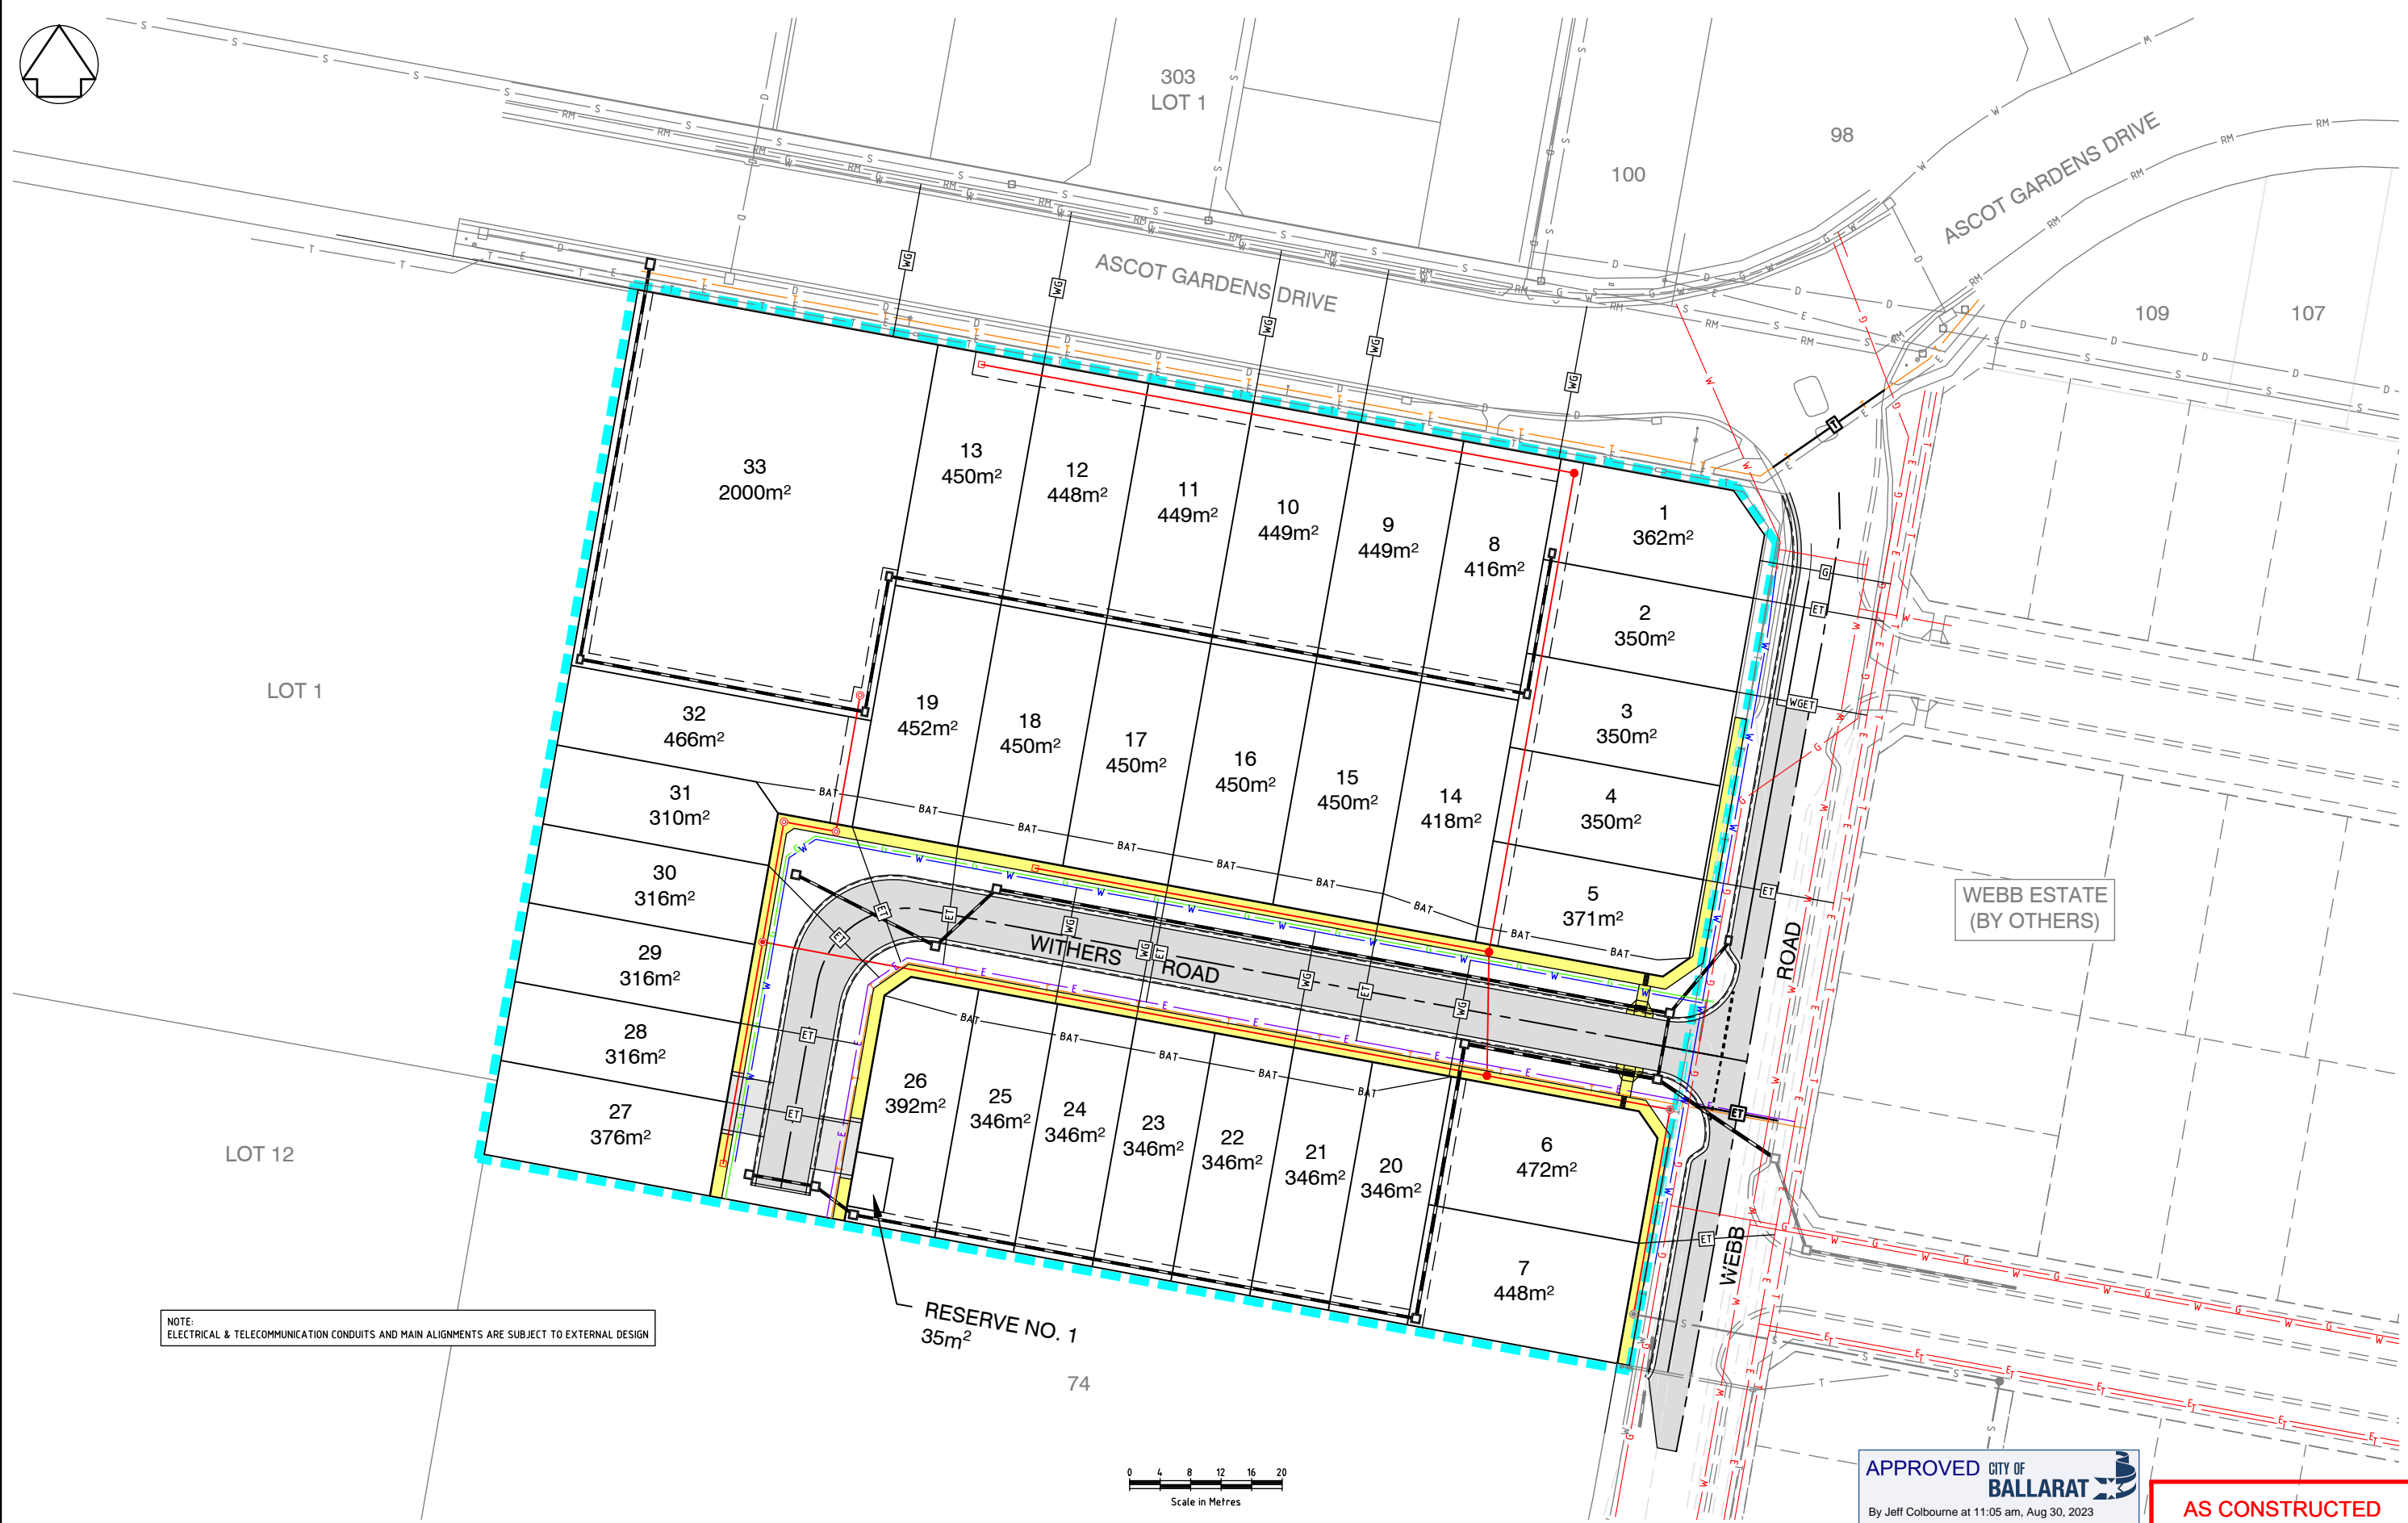 303
LOT 1
98
100
ASCOT GARDENS DRIVE
ASCOT GARDENS DRIVE
109
107
33
2000m²
13
450m²
12
448m²
11
449m²
10
449m²
9
449m²
8
416m²
1
362m²
2
350m²
3
350m²
4
350m²
5
371m²
LOT 1
32
466m²
19
452m²
18
450m²
17
450m²
16
450m²
15
450m²
14
418m²
31
310m²
30
316m²
29
316m²
28
316m²
27
376m²
WITHERS ROAD
WEBB ROAD
WEBB ESTATE
(BY OTHERS)
26
392m²
25
346m²
24
346m²
23
346m²
22
346m²
21
346m²
20
346m²
6
472m²
7
448m²
LOT 12
RESERVE NO. 1
35m²
74
NOTE:
ELECTRICAL & TELECOMMUNICATION CONDUITS AND MAIN ALIGNMENTS ARE SUBJECT TO EXTERNAL DESIGN
0 4 8 12 16 20
Scale in Metres
APPROVED CITY OF
BALLARAT
By Jeff Colbourne at 11:05 am, Aug 30, 2023
AS CONSTRUCTED